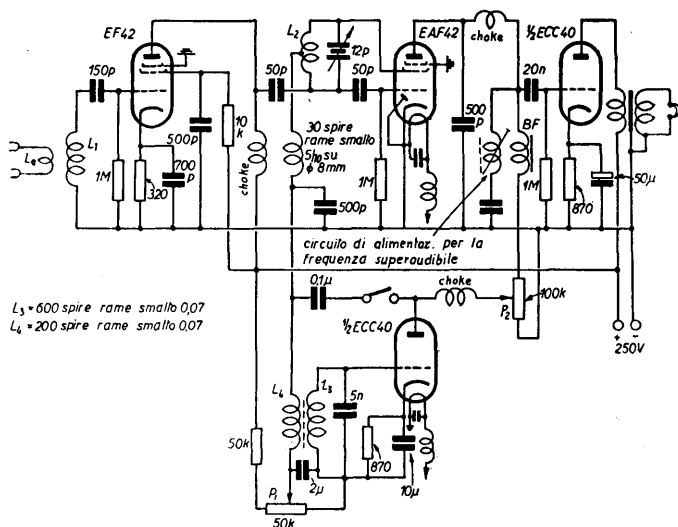 EF42
L2
12p
EAF42
choke
½ECC40
150p
50p
50p
20n
Le
L1
1M
320
700
p
500p
10
k
choke
30 spire
rame smalto
5/10 su
ϕ 8mm
1M
500p
500
p
BF
1M
870
50µ
circuito di alimentaz. per la
frequenza superaudibile
L3 = 600 spire rame smalto 0,07
L4 = 200 spire rame smalto 0,07
0,1µ
choke
P2
100k
+ -
250V
½ECC40
L4
L3
5n
50k
870
10µ
2µ
P1
50k